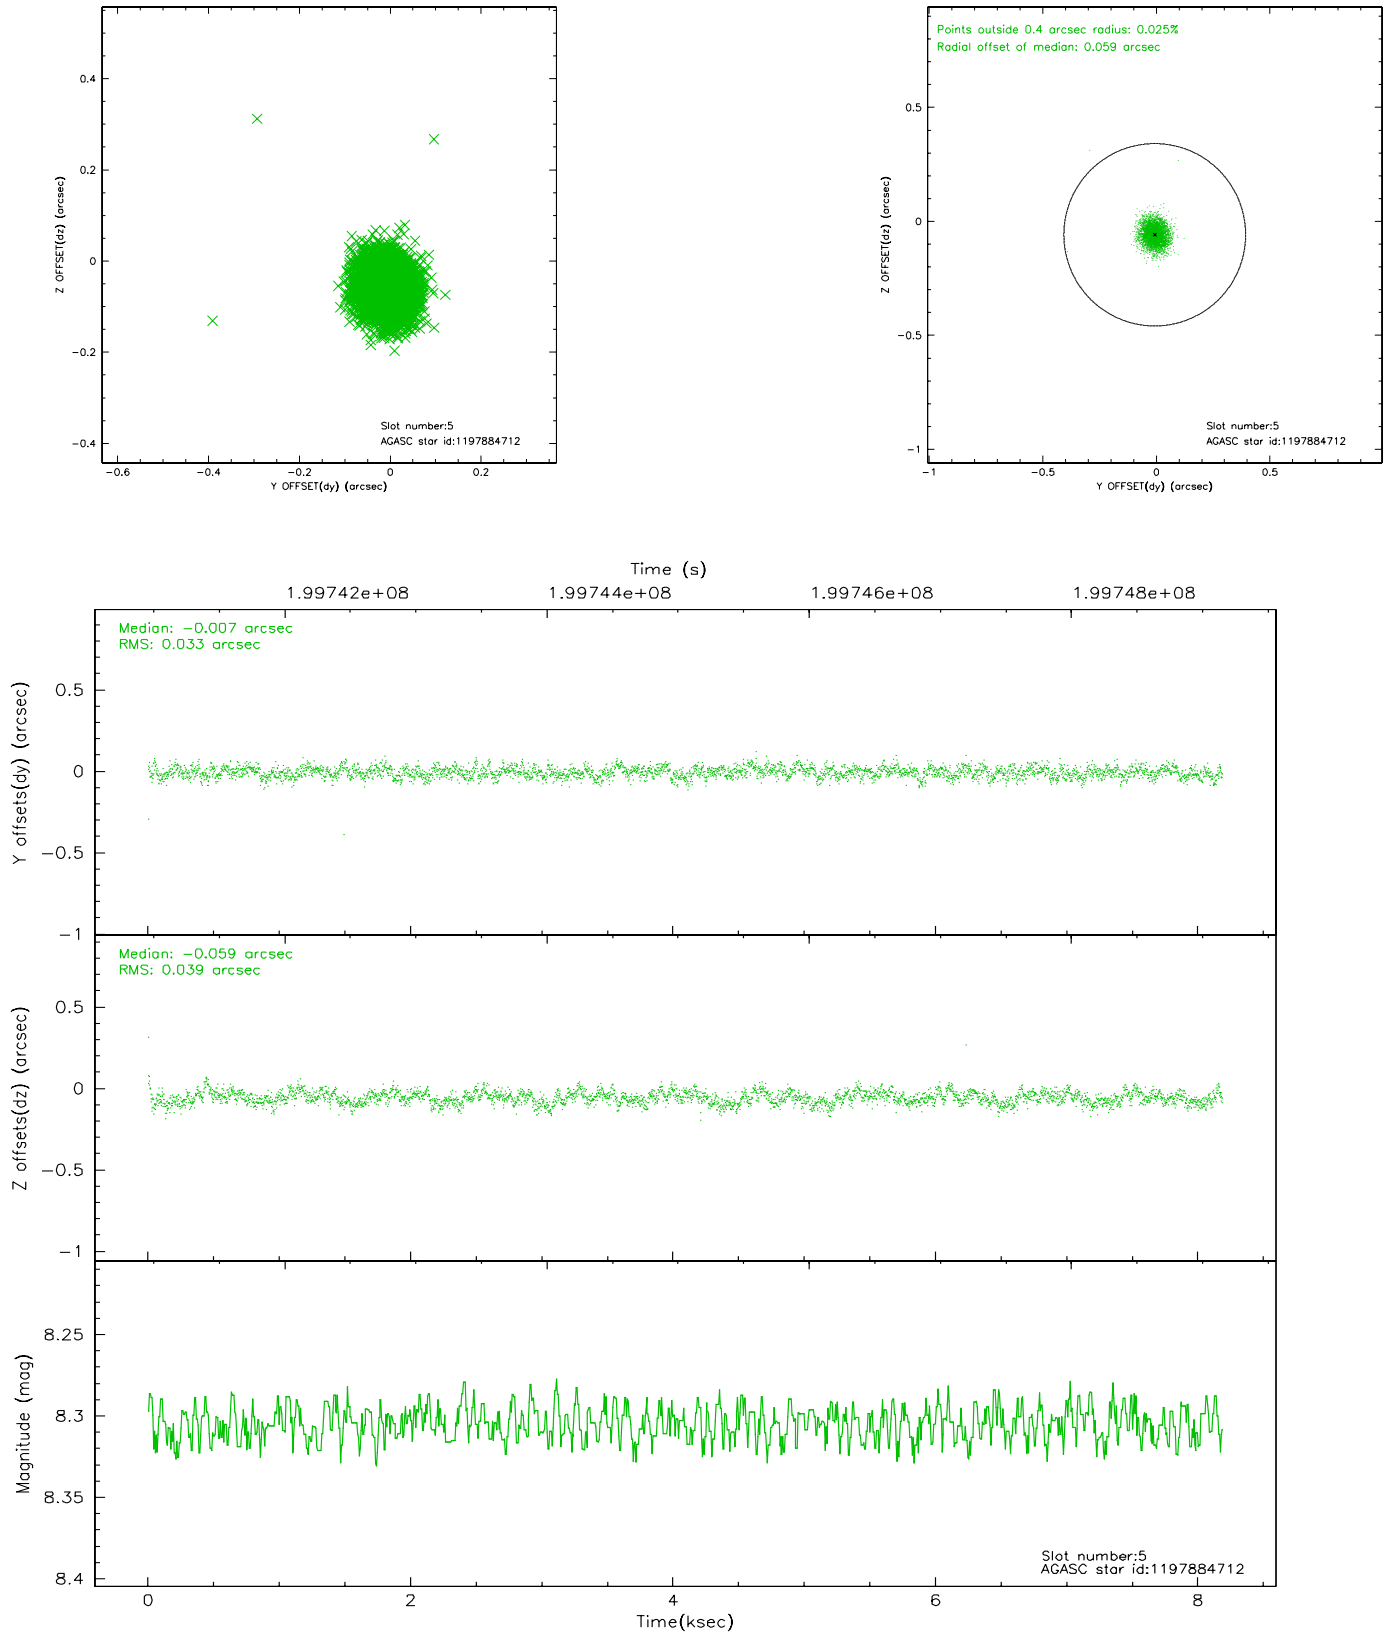 0.4
0.2
0
-0.2
-0.4
Z OFFSET(dz) (arcsec)
Slot number:5
AGASC star id:1197884712
-0.6 -0.4 -0.2 0 0.2
Y OFFSET(dy) (arcsec)
Points outside 0.4 arcsec radius: 0.025%
Radial offset of median: 0.059 arcsec
0.5
0
-0.5
-1
Z OFFSET(dz) (arcsec)
Slot number:5
AGASC star id:1197884712
-1 -0.5 0 0.5
Y OFFSET(dy) (arcsec)
Time (s)
1.99742e+08 1.99744e+08 1.99746e+08 1.99748e+08
Median: -0.007 arcsec
RMS: 0.033 arcsec
0.5
0
-0.5
-1
Y offsets(dy) (arcsec)
Median: -0.059 arcsec
RMS: 0.039 arcsec
0.5
0
-0.5
-1
Z offsets(dz) (arcsec)
8.25
8.3
8.35
8.4
Magnitude (mag)
Slot number:5
AGASC star id:1197884712
0 2 4 6 8
Time(ksec)